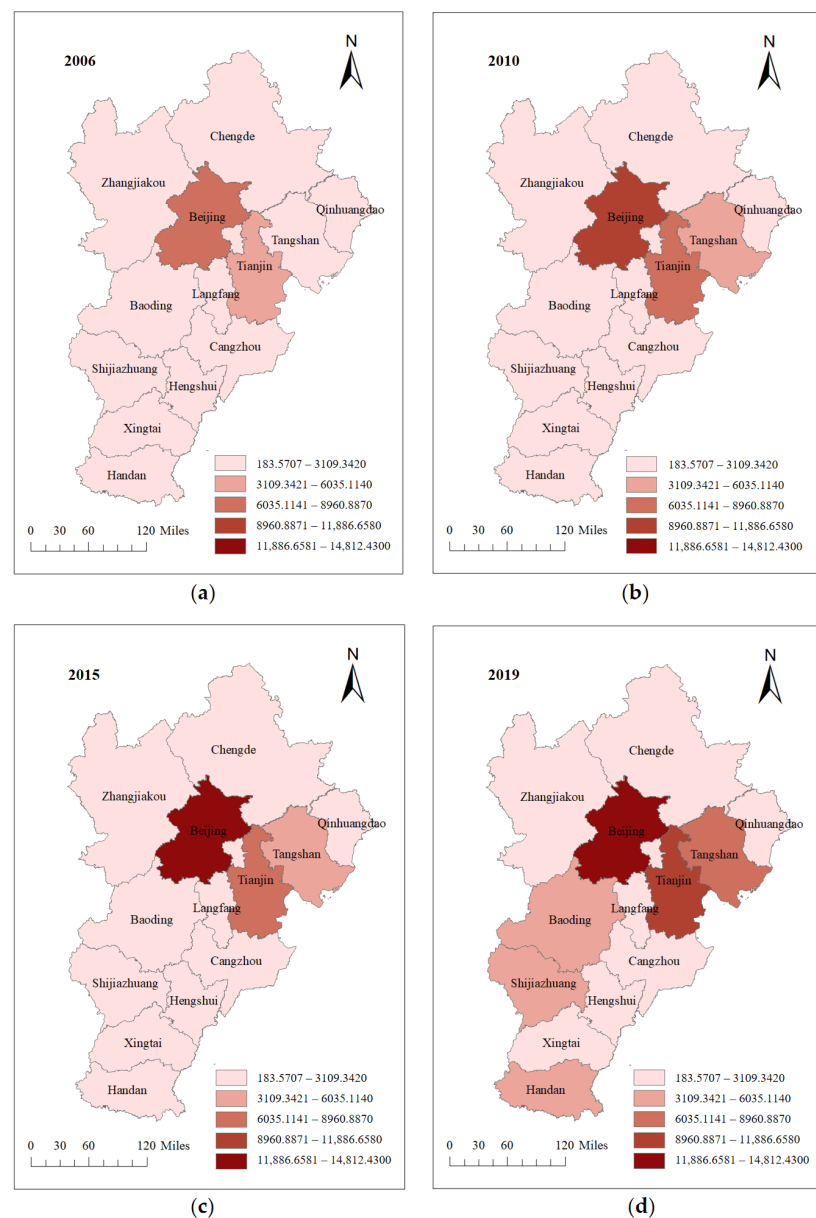 2006
N
Chengde
Zhangjiakou
Beijing
Qinhuangdao
Tangshan
Tianjin
Langfang
Baoding
Cangzhou
Shijiazhuang
Hengshui
Xingtai
Handan
183.5707 – 3109.3420
3109.3421 – 6035.1140
6035.1141 – 8960.8870
8960.8871 – 11,886.6580
11,886.6581 – 14,812.4300
0 30 60 120 Miles
(a)
2010
N
Chengde
Zhangjiakou
Beijing
Qinhuangdao
Tangshan
Tianjin
Langfang
Baoding
Cangzhou
Shijiazhuang
Hengshui
Xingtai
Handan
183.5707 – 3109.3420
3109.3421 – 6035.1140
6035.1141 – 8960.8870
8960.8871 – 11,886.6580
11,886.6581 – 14,812.4300
0 30 60 120 Miles
(b)
2015
N
Chengde
Zhangjiakou
Beijing
Qinhuangdao
Tangshan
Tianjin
Langfang
Baoding
Cangzhou
Shijiazhuang
Hengshui
Xingtai
Handan
183.5707 – 3109.3420
3109.3421 – 6035.1140
6035.1141 – 8960.8870
8960.8871 – 11,886.6580
11,886.6581 – 14,812.4300
0 30 60 120 Miles
(c)
2019
N
Chengde
Zhangjiakou
Beijing
Qinhuangdao
Tangshan
Tianjin
Langfang
Baoding
Cangzhou
Shijiazhuang
Hengshui
Xingtai
Handan
183.5707 – 3109.3420
3109.3421 – 6035.1140
6035.1141 – 8960.8870
8960.8871 – 11,886.6580
11,886.6581 – 14,812.4300
0 30 60 120 Miles
(d)